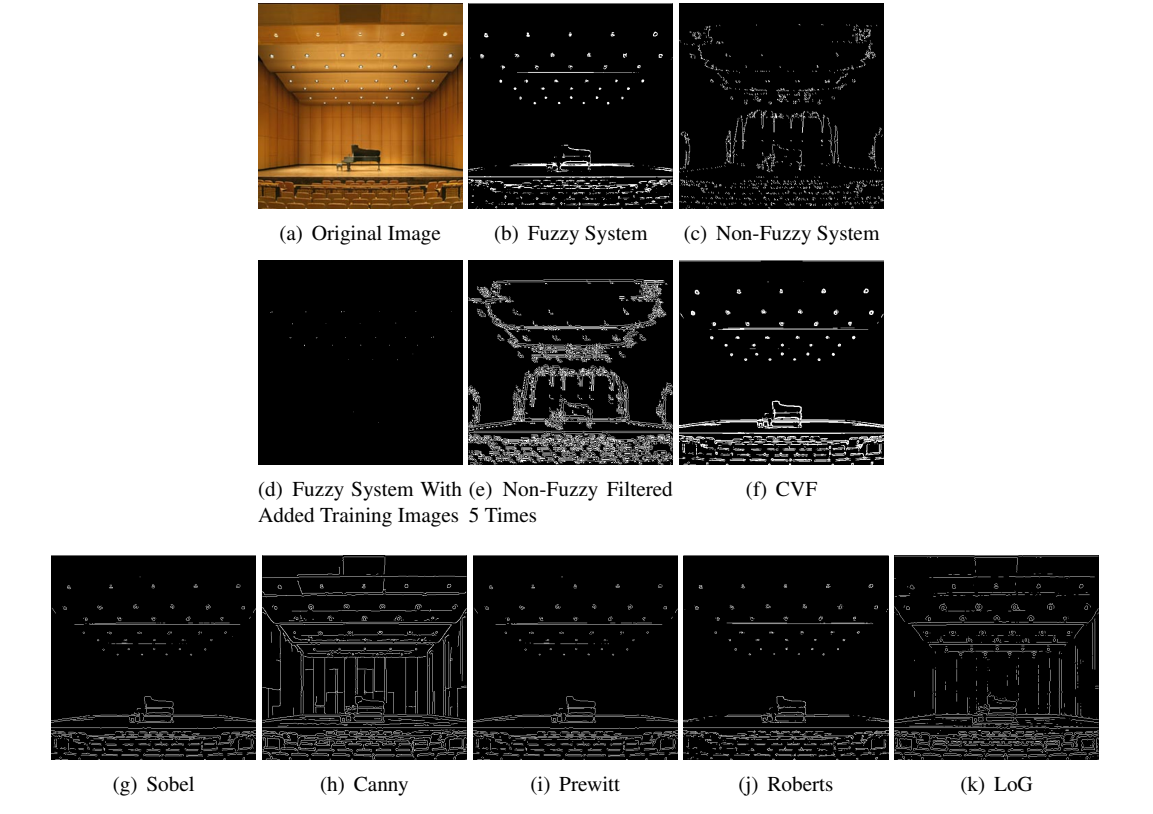 (a) Original Image
(b) Fuzzy System
(c) Non-Fuzzy System
(d) Fuzzy System With
Added Training Images
(e) Non-Fuzzy Filtered
5 Times
(f) CVF
(g) Sobel
(h) Canny
(i) Prewitt
(j) Roberts
(k) LoG